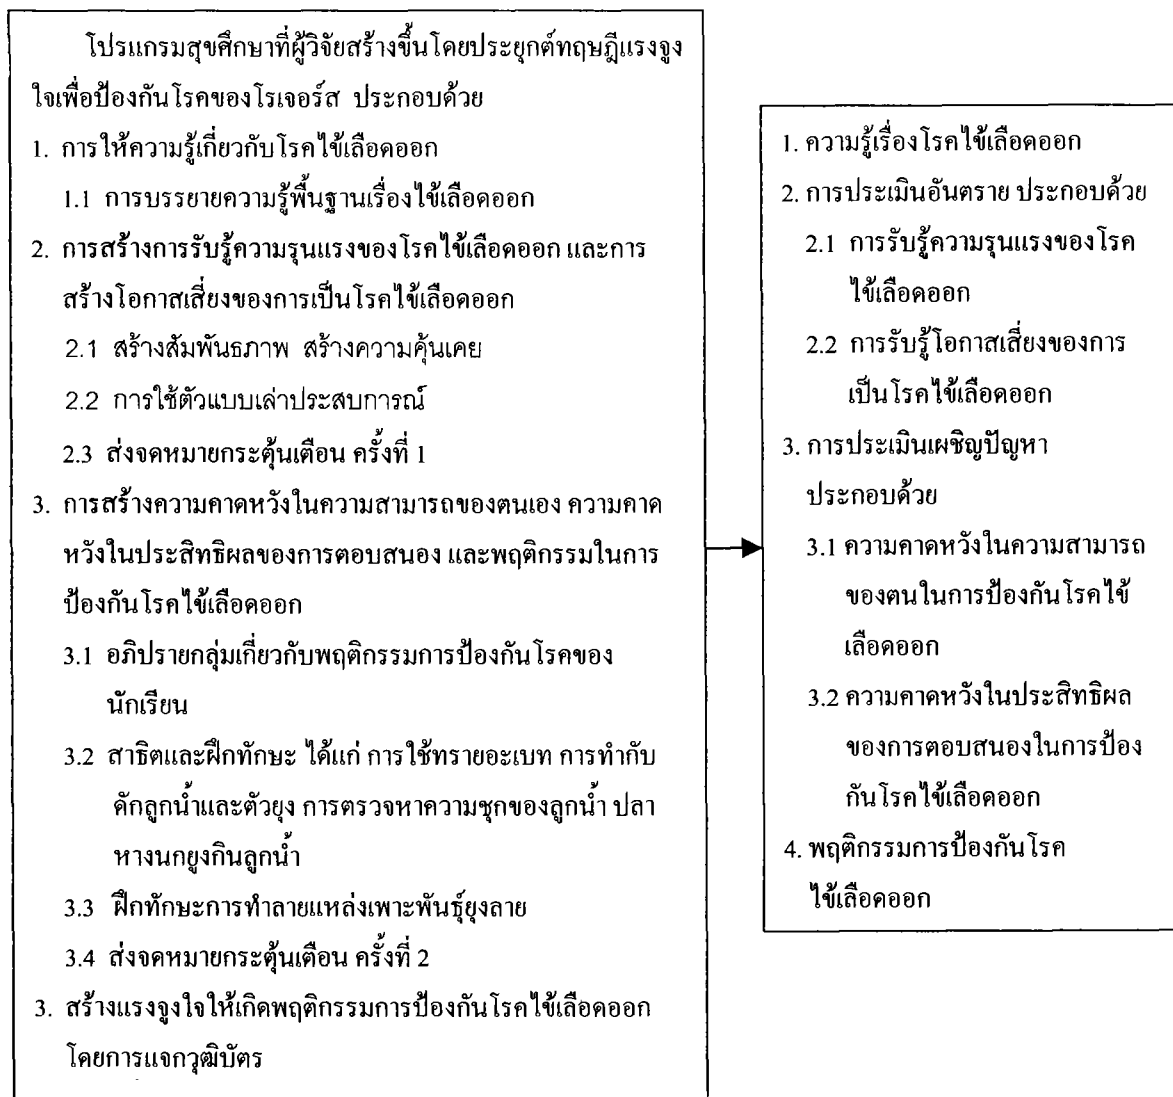 โปรแกรมสุขศึกษาที่ผู้วิจัยสร้างขึ้นโดยประยุกต์ทฤษฎีแรงจูง
ใจเพื่อป้องกันโรคของโรเจอร์ส ประกอบด้วย
1. การให้ความรู้เกี่ยวกับโรคไข้เลือดออก
1.1 การบรรยายความรู้พื้นฐานเรื่องไข้เลือดออก
2. การสร้างการรับรู้ความรุนแรงของโรคไข้เลือดออก และการ
สร้างโอกาสเสี่ยงของการเป็นโรคไข้เลือดออก
2.1 สร้างสัมพันธภาพ สร้างความคุ้นเคย
2.2 การใช้ตัวแบบเล่าประสบการณ์
2.3 ส่งจดหมายกระตุ้นเตือน ครั้งที่ 1
3. การสร้างความคาดหวังในความสามารถของตนเอง ความคาด
หวังในประสิทธิผลของการตอบสนอง และพฤติกรรมในการ
ป้องกันโรคไข้เลือดออก
3.1 อภิปรายกลุ่มเกี่ยวกับพฤติกรรมการป้องกันโรคของ
นักเรียน
3.2 สาธิตและฝึกทักษะ ได้แก่ การใช้ทรายอะเบท การทำกับ
ดักลูกน้ำและตัวยุง การตรวจหาความชุกของลูกน้ำ ปลา
หางนกยูงกินลูกน้ำ
3.3 ฝึกทักษะการทำลายแหล่งเพาะพันธุ์ยุงลาย
3.4 ส่งจดหมายกระตุ้นเตือน ครั้งที่ 2
3. สร้างแรงจูงใจให้เกิดพฤติกรรมการป้องกันโรคไข้เลือดออก
โดยการแจกวุฒิบัตร
1. ความรู้เรื่องโรคไข้เลือดออก
2. การประเมินอันตราย ประกอบด้วย
2.1 การรับรู้ความรุนแรงของโรค
ไข้เลือดออก
2.2 การรับรู้โอกาสเสี่ยงของการ
เป็นโรคไข้เลือดออก
3. การประเมินเผชิญปัญหา
ประกอบด้วย
3.1 ความคาดหวังในความสามารถ
ของตนในการป้องกันโรคไข้
เลือดออก
3.2 ความคาดหวังในประสิทธิผล
ของการตอบสนองในการป้อง
กันโรคไข้เลือดออก
4. พฤติกรรมการป้องกันโรค
ไข้เลือดออก